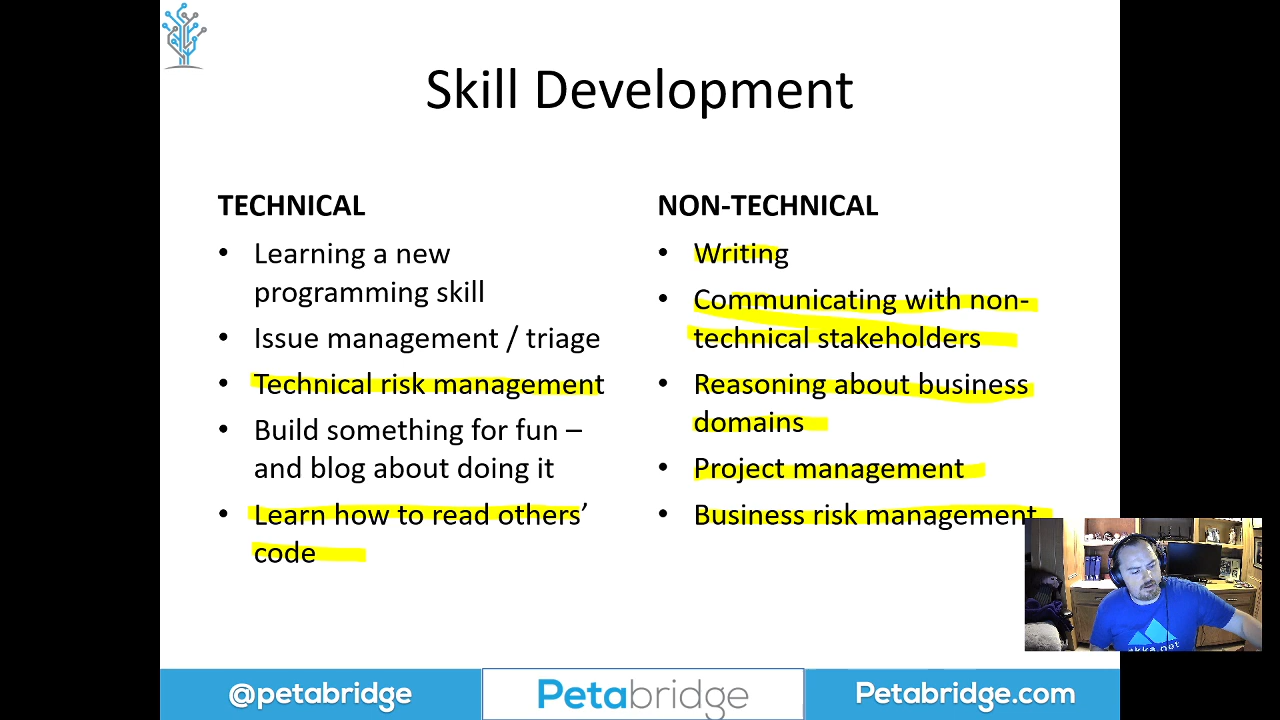 Skill Development
TECHNICAL
• Learning a new
programming skill
• Issue management / triage
• Technical risk management
• Build something for fun –
and blog about doing it
• Learn how to read others’
code
NON-TECHNICAL
• Writing
• Communicating with non-
technical stakeholders
• Reasoning about business
domains
• Project management
• Business risk management
akka.net
@petabridge
Petabridge
Petabridge.com